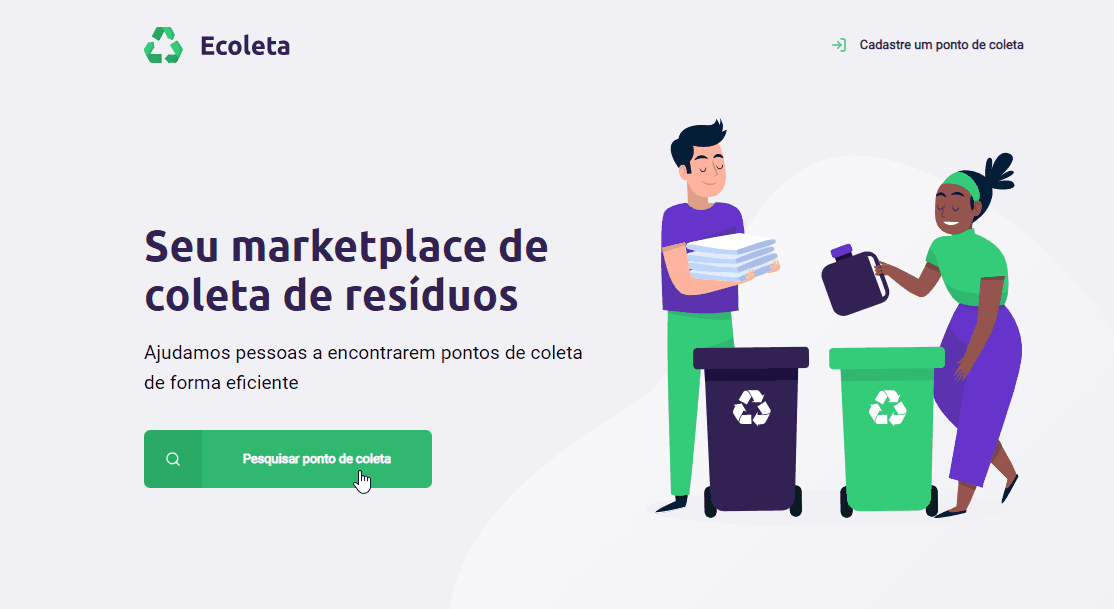 Ecoleta
Cadastre um ponto de coleta
Seu marketplace de
coleta de resíduos
Ajudamos pessoas a encontrarem pontos de coleta
de forma eficiente
Pesquisar ponto de coleta